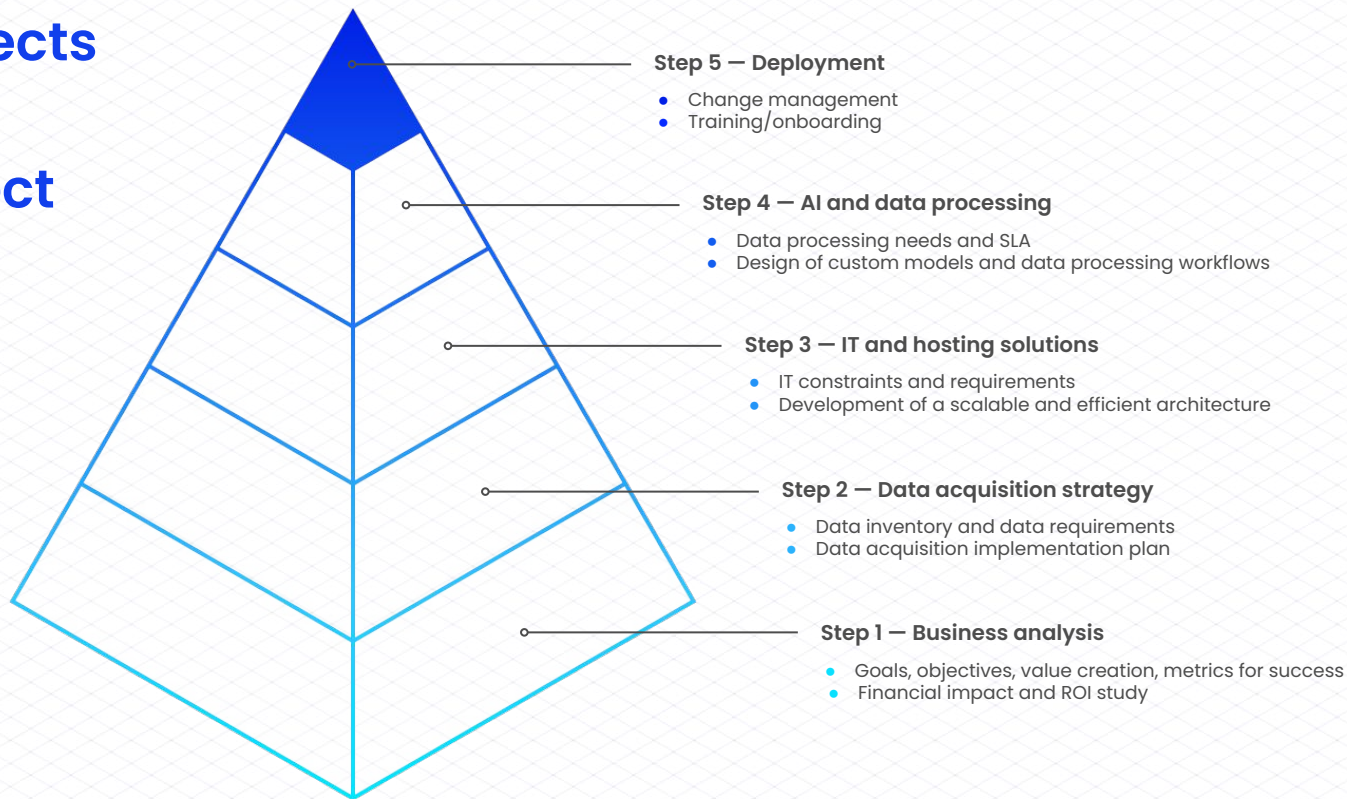 ects
ct
Step 5 — Deployment
Change management
Training/onboarding
Step 4 — AI and data processing
Data processing needs and SLA
Design of custom models and data processing workflows
Step 3 — IT and hosting solutions
IT constraints and requirements
Development of a scalable and efficient architecture
Step 2 — Data acquisition strategy
Data inventory and data requirements
Data acquisition implementation plan
Step 1 — Business analysis
Goals, objectives, value creation, metrics for success
Financial impact and ROI study